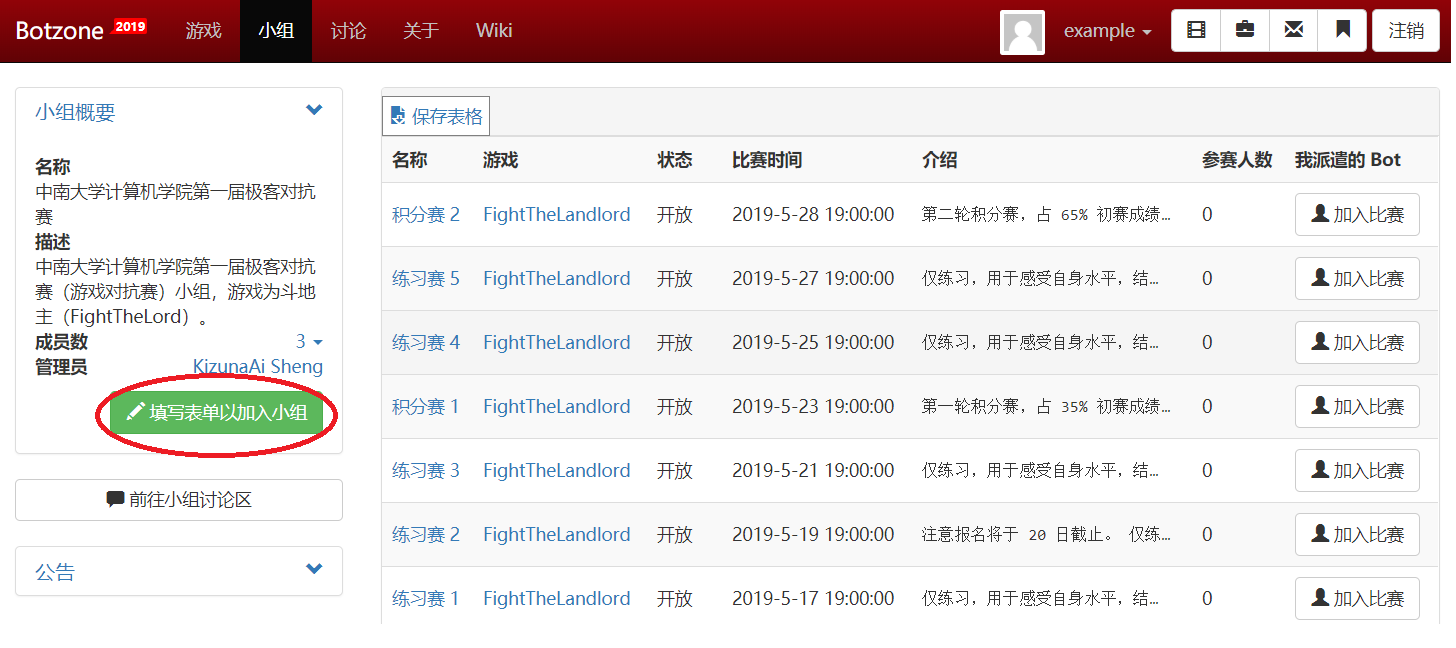 Botzone 2019 游戏 小组 讨论 关于 Wiki example 注销
小组概要
名称
中南大学计算机学院第一届极客对抗
赛
描述
中南大学计算机学院第一届极客对抗
赛（游戏对抗赛）小组，游戏为斗地
主（FightTheLord）。
成员数 3
管理员 KizunaAi Sheng
填写表单以加入小组
前往小组讨论区
公告
保存表格
名称 游戏 状态 比赛时间 介绍 参赛人数 我派遣的 Bot
积分赛 2 FightTheLandlord 开放 2019-5-28 19:00:00 第二轮积分赛，占 65% 初赛成绩… 0 加入比赛
练习赛 5 FightTheLandlord 开放 2019-5-27 19:00:00 仅练习，用于感受自身水平，结… 0 加入比赛
练习赛 4 FightTheLandlord 开放 2019-5-25 19:00:00 仅练习，用于感受自身水平，结… 0 加入比赛
积分赛 1 FightTheLandlord 开放 2019-5-23 19:00:00 第一轮积分赛，占 35% 初赛成绩… 0 加入比赛
练习赛 3 FightTheLandlord 开放 2019-5-21 19:00:00 仅练习，用于感受自身水平，结… 0 加入比赛
练习赛 2 FightTheLandlord 开放 2019-5-19 19:00:00 注意报名将于 20 日截止。 仅练… 0 加入比赛
练习赛 1 FightTheLandlord 开放 2019-5-17 19:00:00 仅练习，用于感受自身水平，结… 0 加入比赛